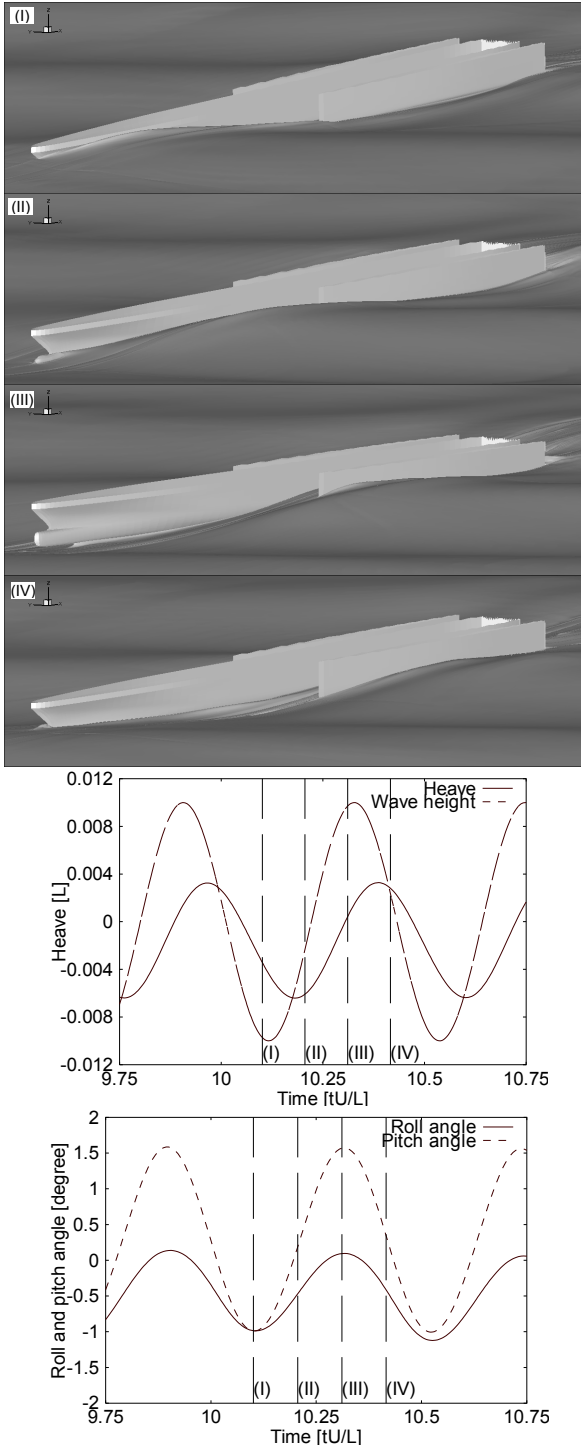 (I)
Z
Y X
(II)
Z
Y X
(III)
Z
Y X
(IV)
Z
Y X
0.012
0.008
0.004
0
-0.004
-0.008
-0.012
Heave [L]
Heave
Wave height
(I) (II) (III) (IV)
9.75 10 10.25 10.5 10.75
Time [tU/L]
2
1.5
1
0.5
0
-0.5
-1
-1.5
-2
Roll and pitch angle [degree]
Roll angle
Pitch angle
(I) (II) (III) (IV)
9.75 10 10.25 10.5 10.75
Time [tU/L]